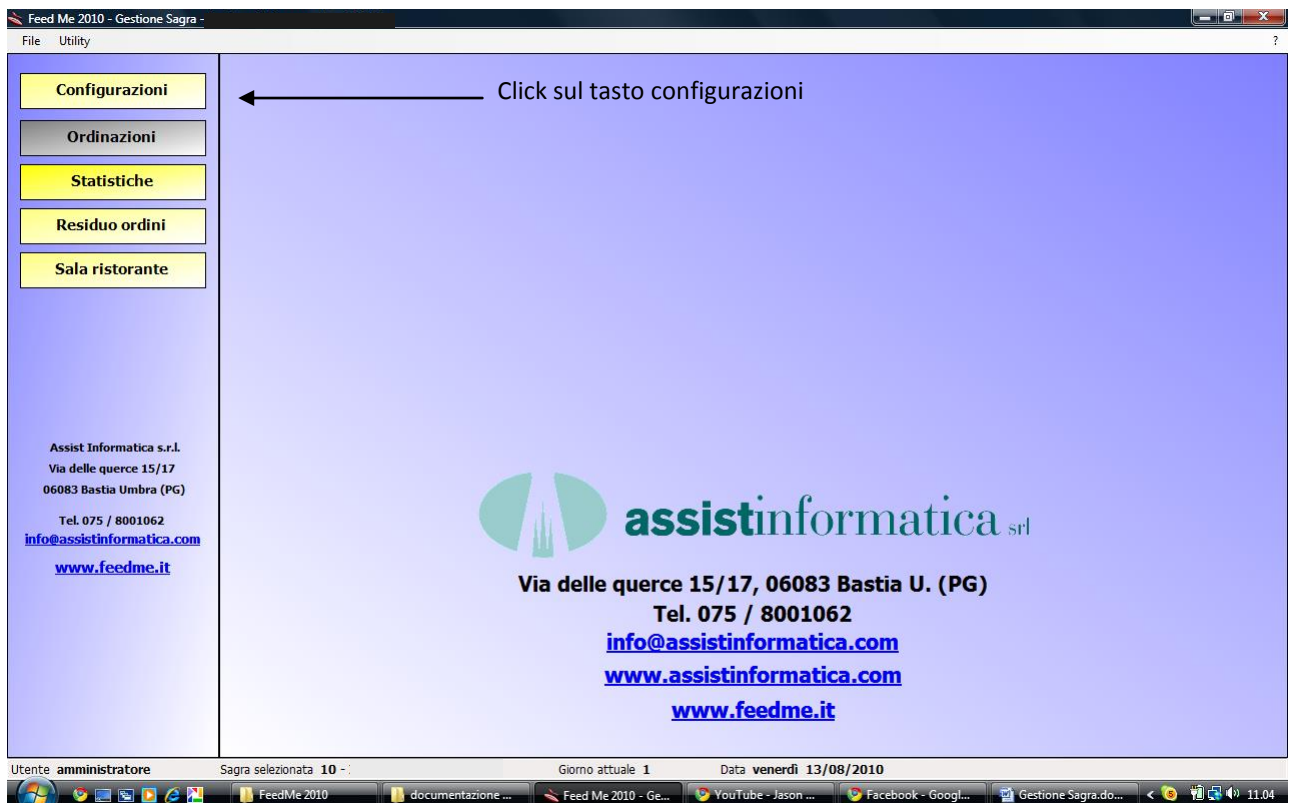 Feed Me 2010 - Gestione Sagra -
File Utility ?
Configurazioni
Click sul tasto configurazioni
Ordinazioni
Statistiche
Residuo ordini
Sala ristorante
Assist Informatica s.r.l.
Via delle querce 15/17
06083 Bastia Umbra (PG)
Tel. 075 / 8001062
info@assistinformatica.com
www.feedme.it
assistinformatica srl
Via delle querce 15/17, 06083 Bastia U. (PG)
Tel. 075 / 8001062
info@assistinformatica.com
www.assistinformatica.com
www.feedme.it
Utente amministratore Sagra selezionata 10 - Giorno attuale 1 Data venerdì 13/08/2010
FeedMe 2010 documentazione ... Feed Me 2010 - Ge... YouTube - Jason ... Facebook - Googl... Gestione Sagra.do... 11.04